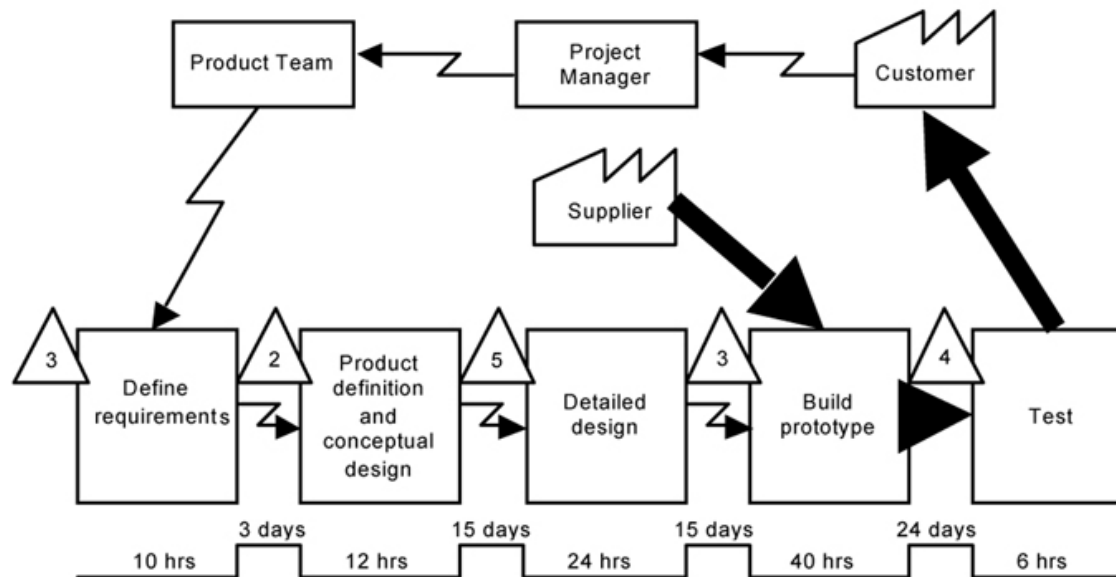 Product Team
Project
Manager
Customer
Supplier
3
Define
requirements
2
Product
definition
and
conceptual
design
5
Detailed
design
3
Build
prototype
4
Test
3 days
15 days
15 days
24 days
10 hrs
12 hrs
24 hrs
40 hrs
6 hrs